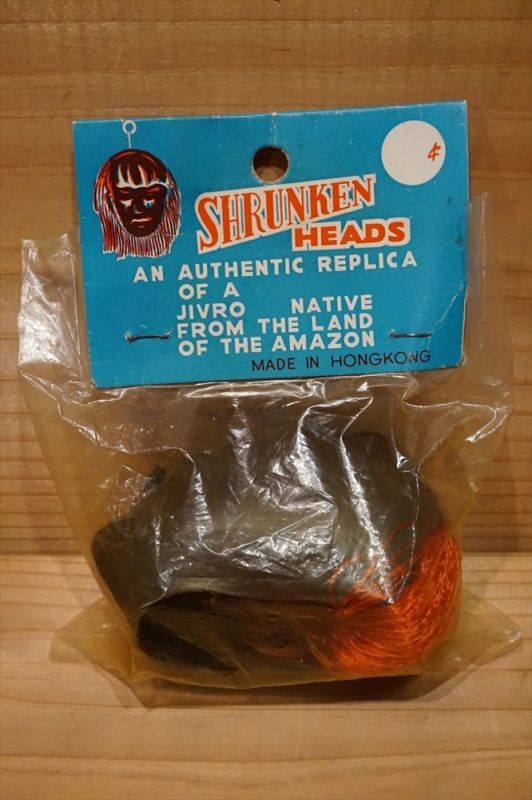 ¢
SHRUNKEN
HEADS
AN AUTHENTIC REPLICA
OF A
JIVRO NATIVE
FROM THE LAND
OF THE AMAZON
MADE IN HONGKONG